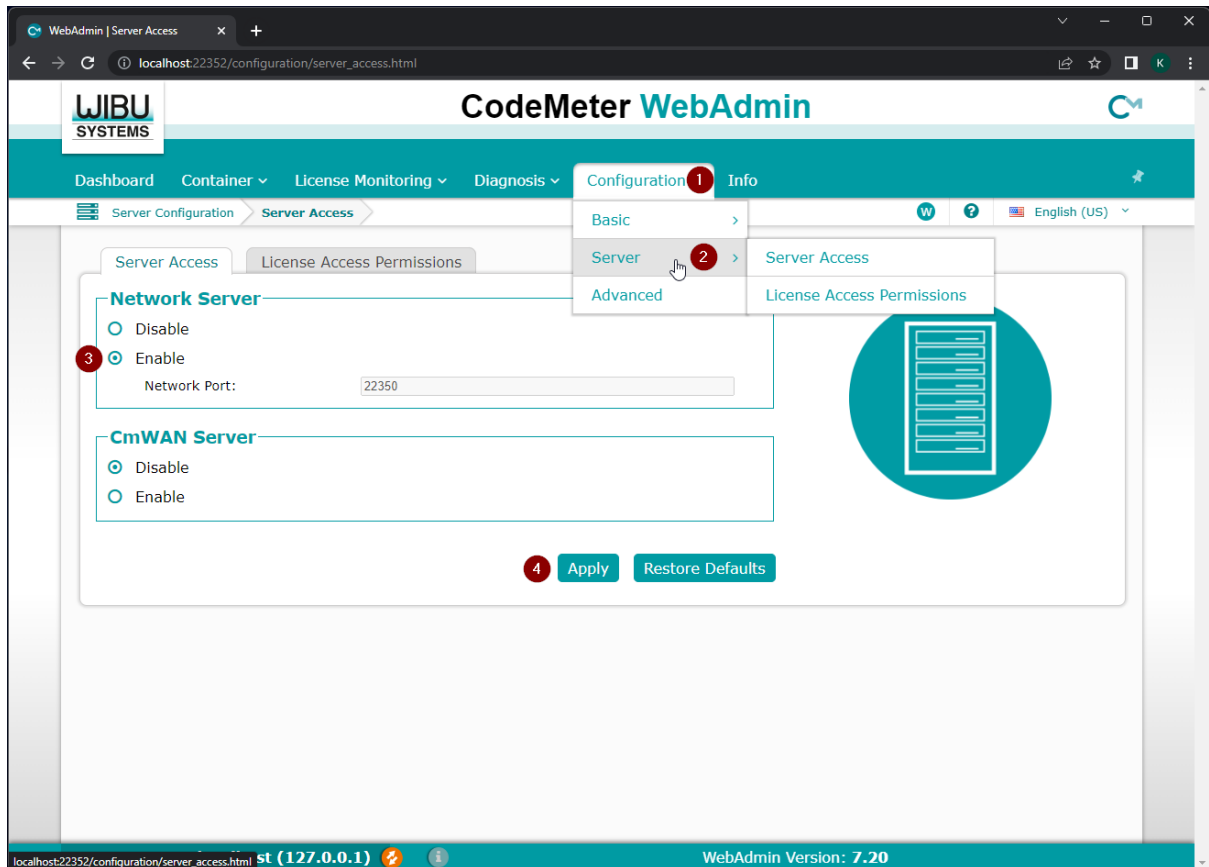 WebAdmin | Server Access
localhost:22352/configuration/server_access.html
K
WIBU
SYSTEMS
CodeMeter WebAdmin
Dashboard Container License Monitoring Diagnosis Configuration 1 Info
Server Configuration Server Access
W ? English (US)
Basic
Server 2
Advanced
Server Access
License Access Permissions
Server Access License Access Permissions
Network Server
Disable
3 Enable
Network Port: 22350
CmWAN Server
Disable
Enable
4 Apply Restore Defaults
localhost:22352/configuration/server_access.html
st (127.0.0.1) WebAdmin Version: 7.20